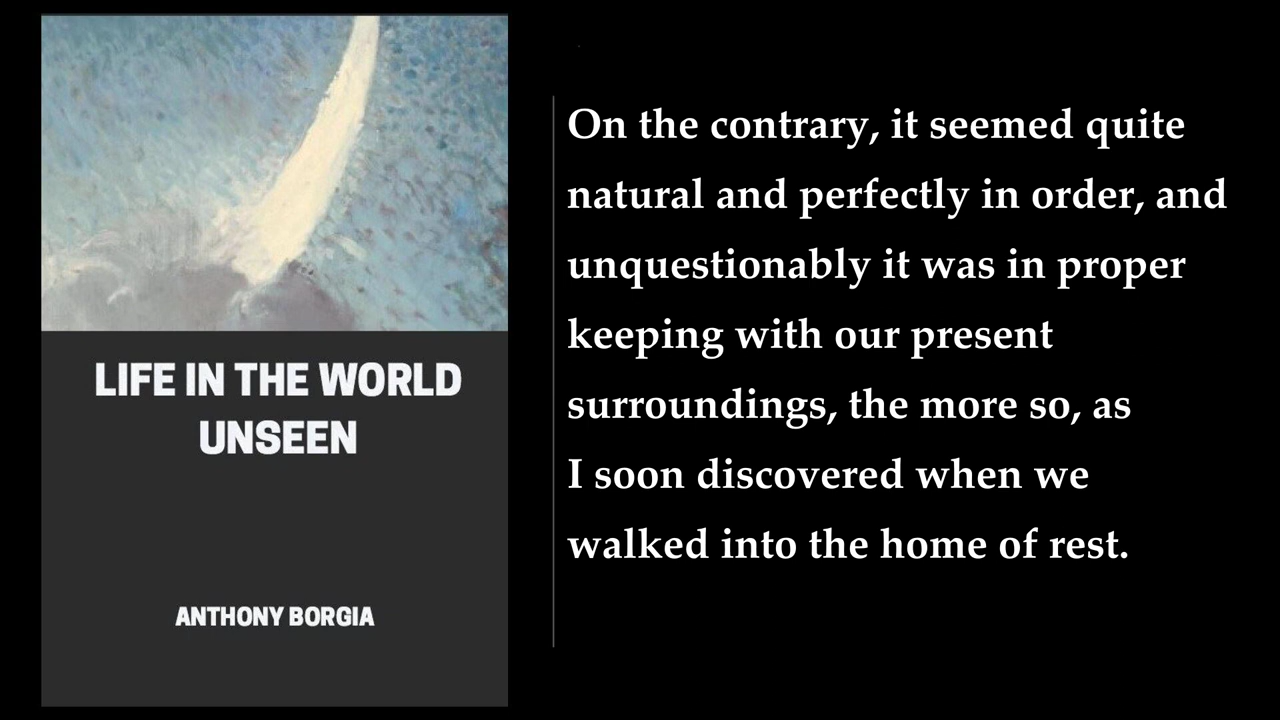 LIFE IN THE WORLD
UNSEEN
ANTHONY BORGIA
On the contrary, it seemed quite
natural and perfectly in order, and
unquestionably it was in proper
keeping with our present
surroundings, the more so, as
I soon discovered when we
walked into the home of rest.